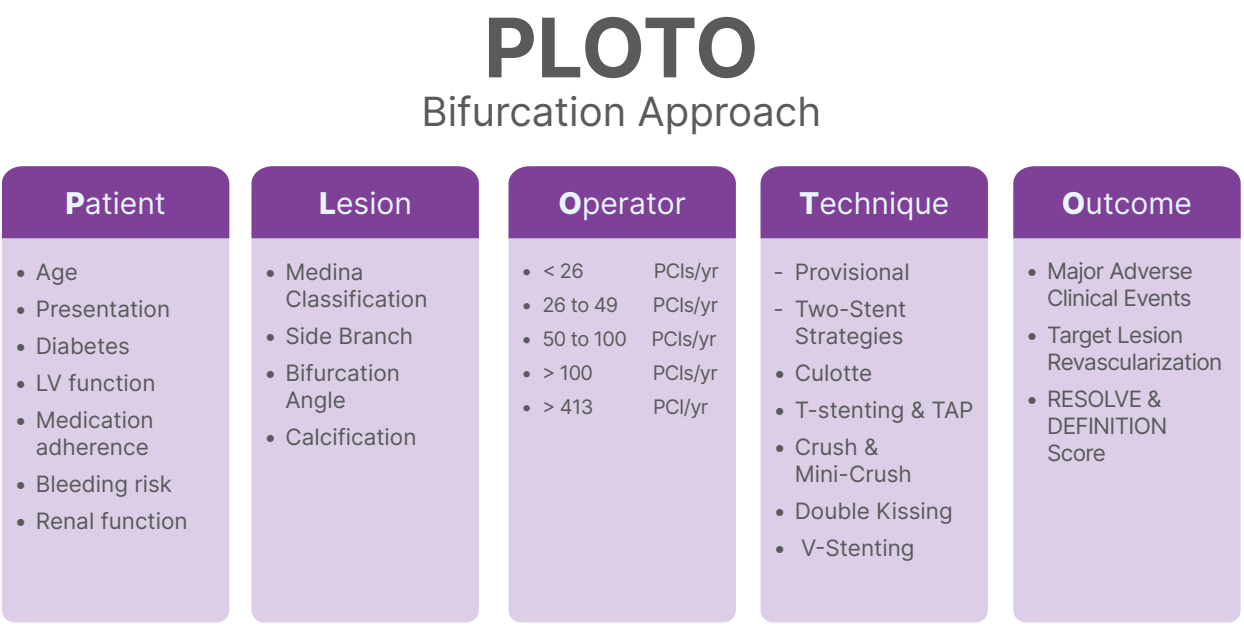 PLOTO
Bifurcation Approach
Patient
• Age
• Presentation
• Diabetes
• LV function
• Medication
adherence
• Bleeding risk
• Renal function
Lesion
• Medina
Classification
• Side Branch
• Bifurcation
Angle
• Calcification
Operator
• < 26 PCIs/yr
• 26 to 49 PCIs/yr
• 50 to 100 PCIs/yr
• > 100 PCIs/yr
• > 413 PCI/yr
Technique
- Provisional
- Two-Stent
Strategies
• Culotte
• T-stenting & TAP
• Crush &
Mini-Crush
• Double Kissing
• V-Stenting
Outcome
• Major Adverse
Clinical Events
• Target Lesion
Revascularization
• RESOLVE &
DEFINITION
Score